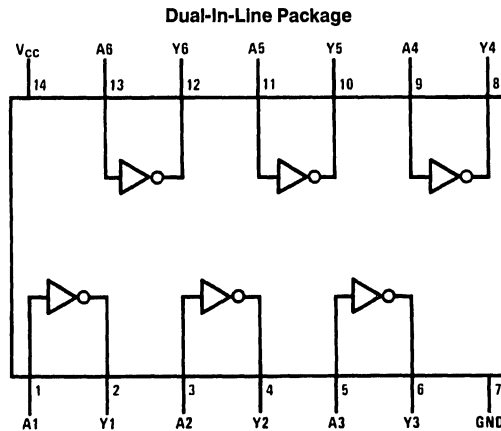 Dual-In-Line Package
VCC A6 Y6 A5 Y5 A4 Y4
14 13 12 11 10 9 8
1 2 3 4 5 6 7
A1 Y1 A2 Y2 A3 Y3 GND